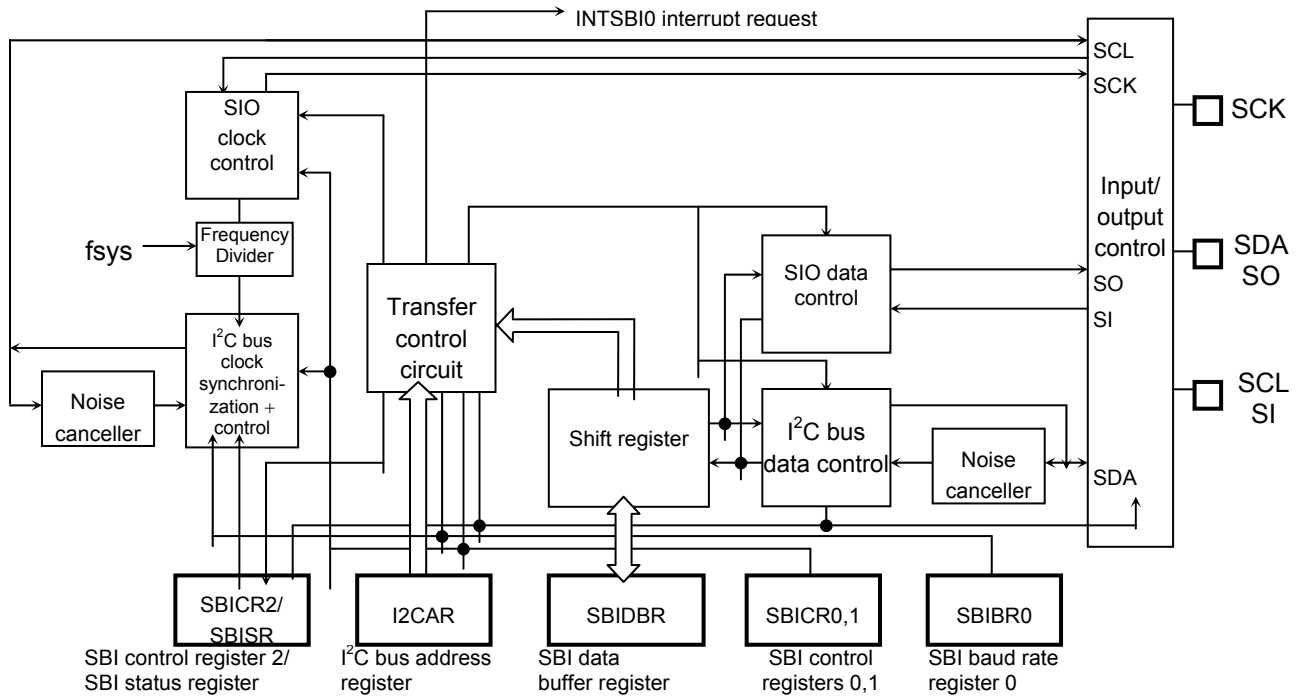 INTSBI0 interrupt request
SCL
SCK
SIO
clock
control
SCK
Input/
output
control
fsys
Frequency
Divider
SIO data
control
SDA
SO
SO
SI
Transfer
control
circuit
I²C bus
clock
synchroni-
zation +
control
Noise
canceller
Shift register
I²C bus
data control
Noise
canceller
SCL
SI
SDA
SBICR2/
SBISR
I2CAR
SBIDBR
SBICR0,1
SBIBR0
SBI control register 2/
SBI status register
I²C bus address
register
SBI data
buffer register
SBI control
registers 0,1
SBI baud rate
register 0